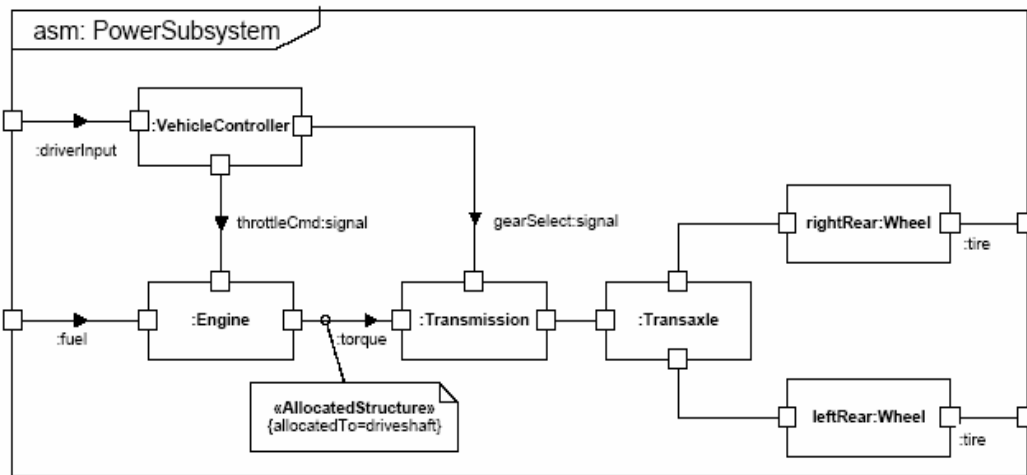 asm: PowerSubsystem
:VehicleController
:driverInput
throttleCmd:signal
gearSelect:signal
rightRear:Wheel
:tire
:Engine
:Transmission
:Transaxle
:fuel
:torque
«AllocatedStructure»
{allocatedTo=driveshaft}
leftRear:Wheel
:tire